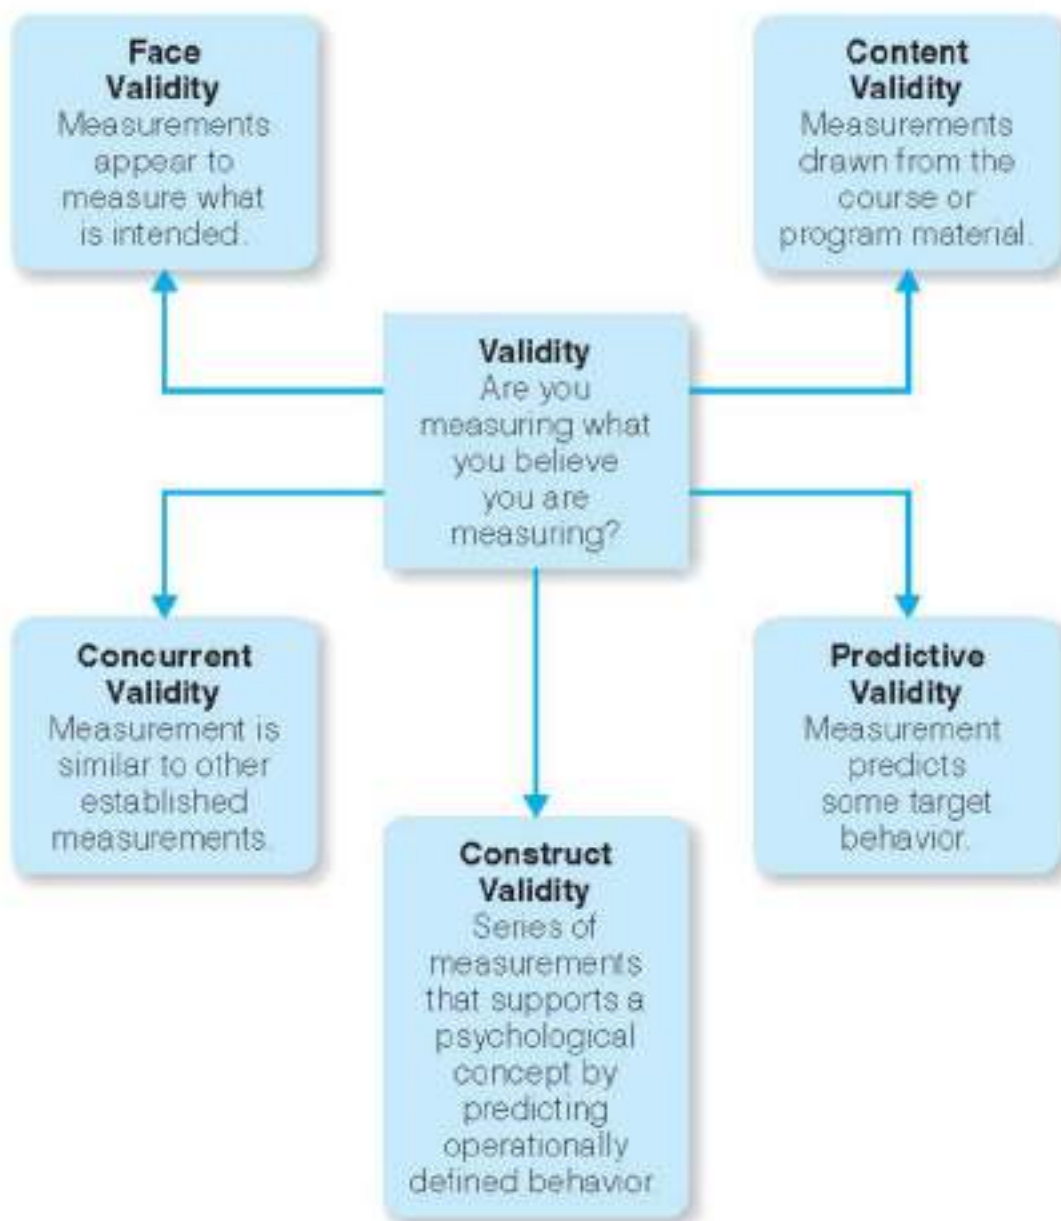 Face
Validity
Measurements
appear to
measure what
is intended.
Content
Validity
Measurements
drawn from the
course or
program material.
Validity
Are you
measuring what
you believe
you are
measuring?
Concurrent
Validity
Measurement is
similar to other
established
measurements.
Predictive
Validity
Measurement
predicts
some target
behavior.
Construct
Validity
Series of
measurements
that supports a
psychological
concept by
predicting
operationally
defined behavior